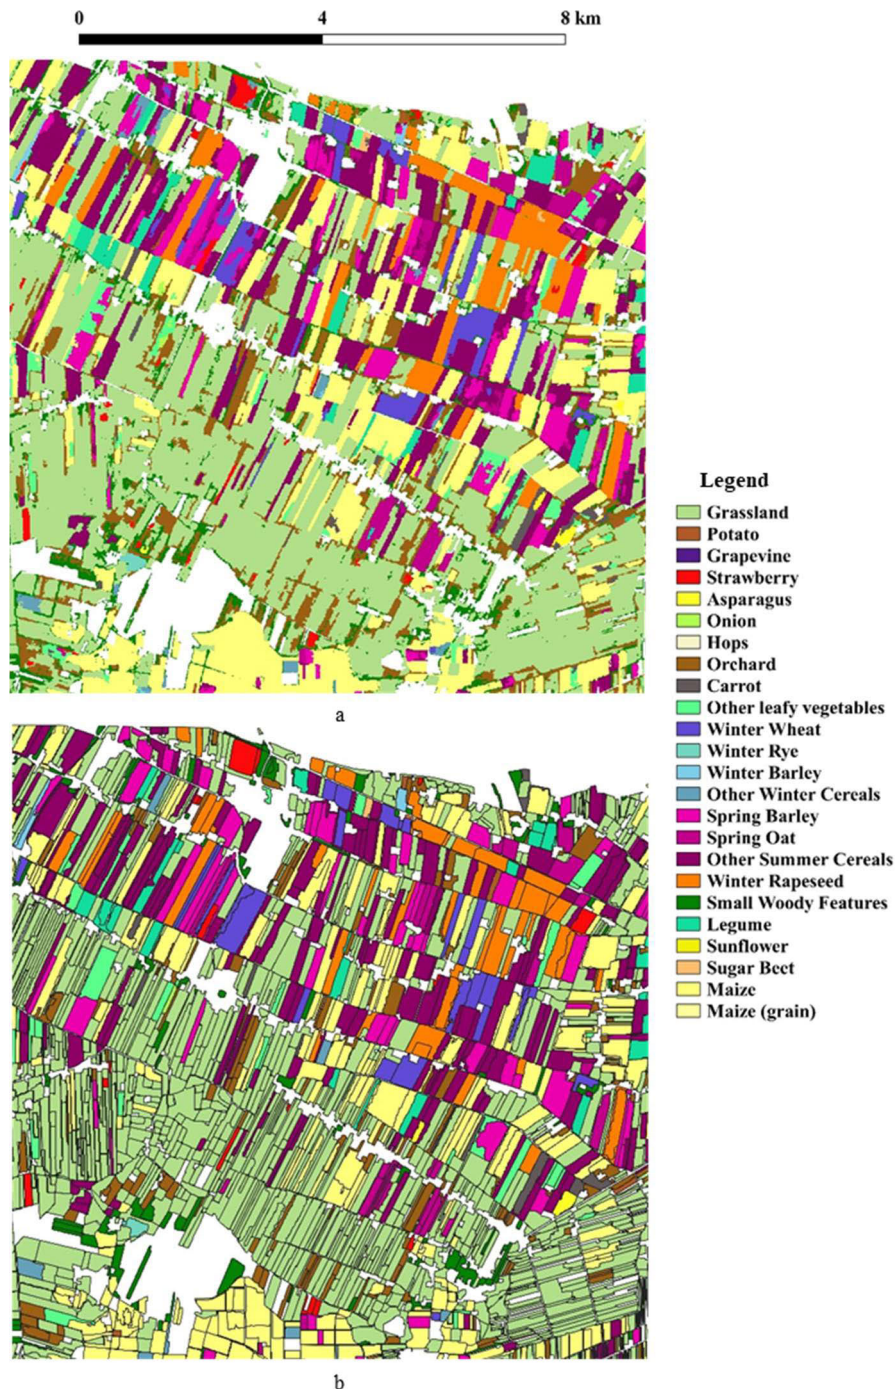 0 4 8 km
a
Legend
Grassland
Potato
Grapevine
Strawberry
Asparagus
Onion
Hops
Orchard
Carrot
Other leafy vegetables
Winter Wheat
Winter Rye
Winter Barley
Other Winter Cereals
Spring Barley
Spring Oat
Other Summer Cereals
Winter Rapeseed
Small Woody Features
Legume
Sunflower
Sugar Beet
Maize
Maize (grain)
b